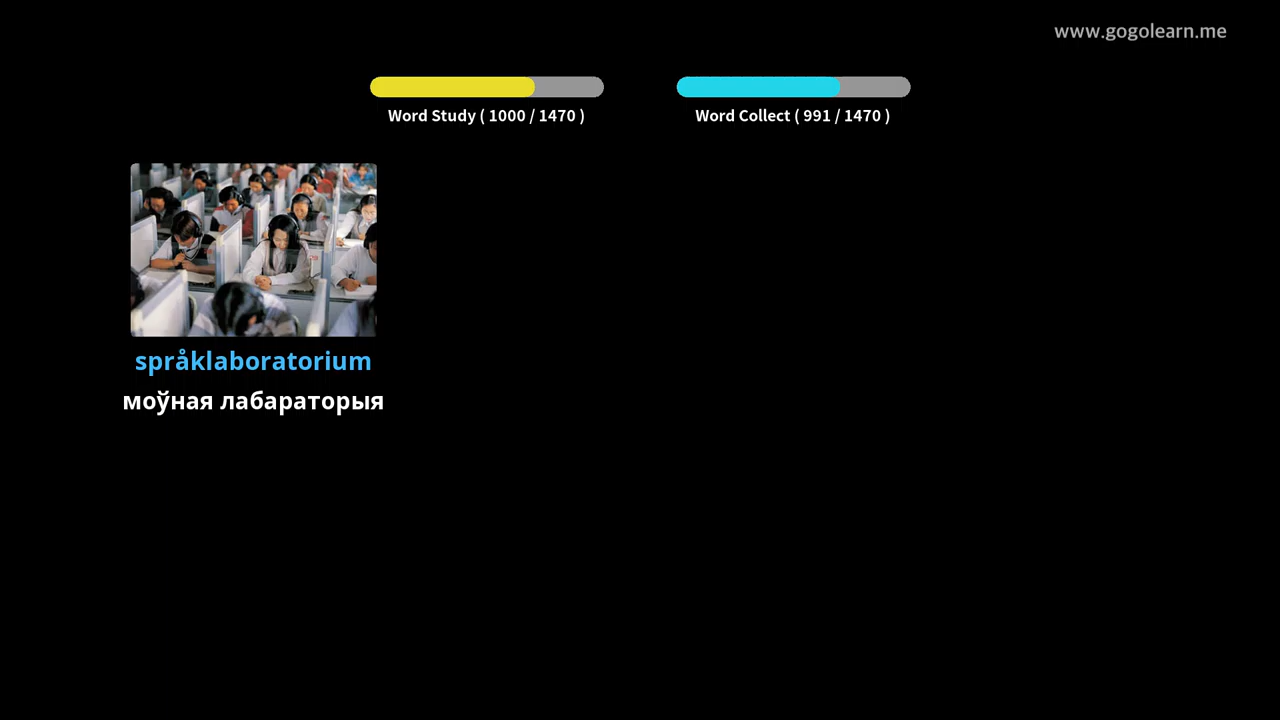 www.gogolearn.me
Word Study ( 1000 / 1470 )
Word Collect ( 991 / 1470 )
språklaboratorium
моўная лабараторыя